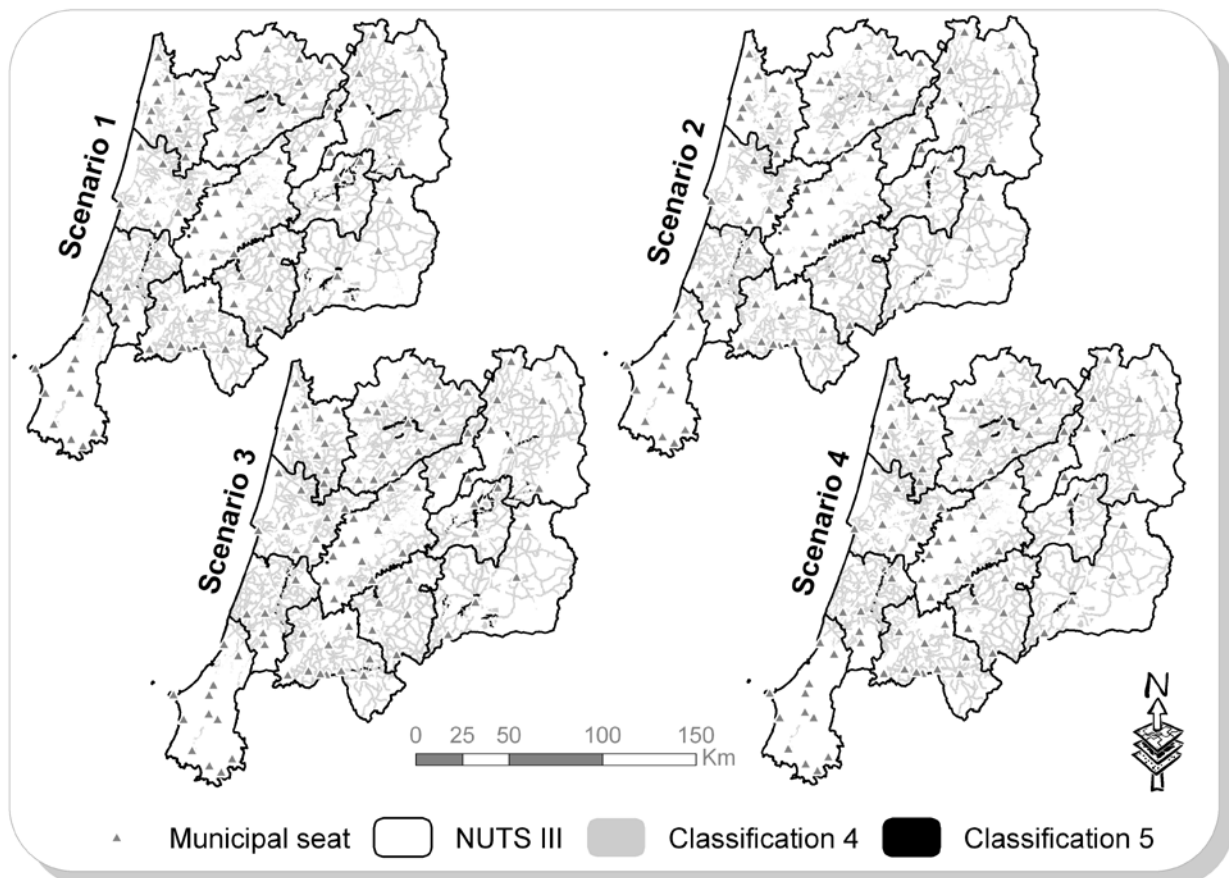 Scenario 1
Scenario 2
Scenario 3
Scenario 4
N
0 25 50 100 150
Km
Municipal seat NUTS III Classification 4 Classification 5